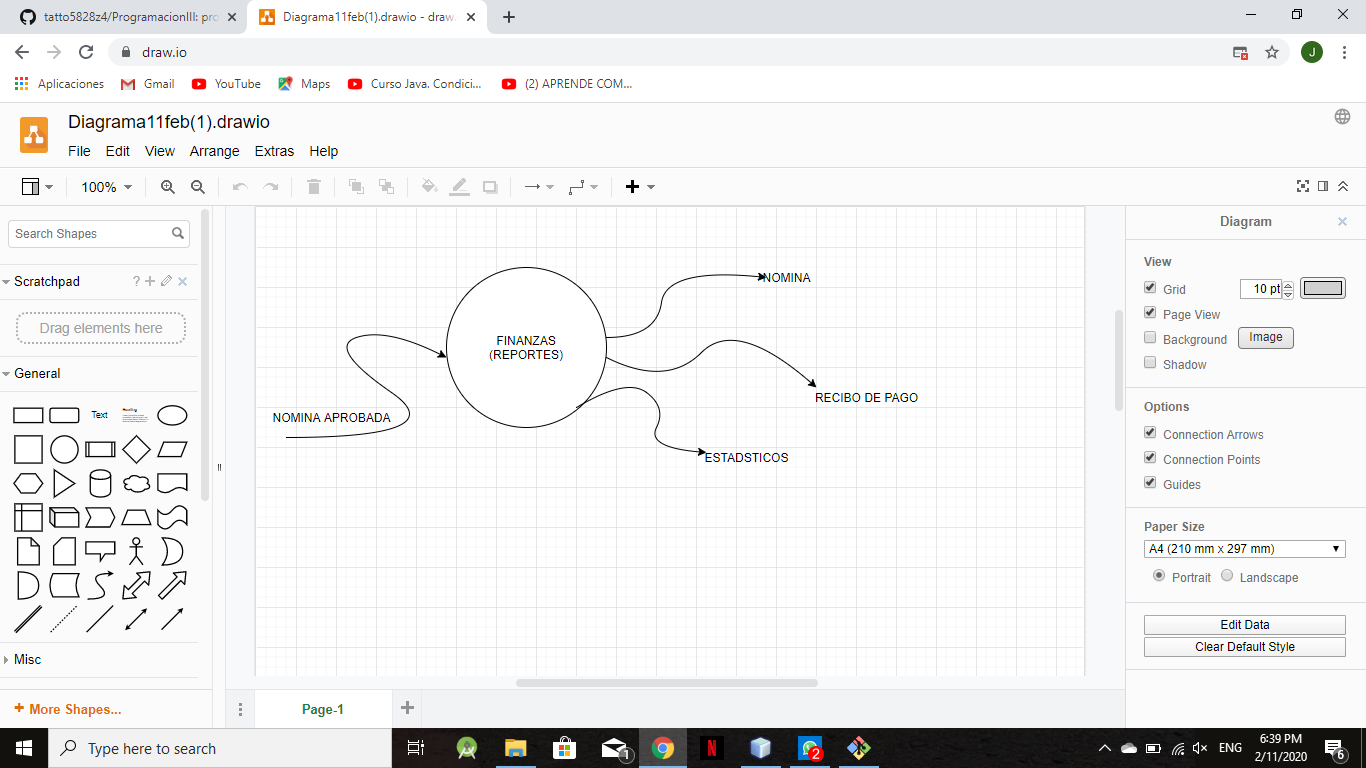 tatto5828z4/ProgramacionIII: pro
Diagrama11feb(1).drawio - draw.
draw.io
J
Aplicaciones
Gmail
YouTube
Maps
Curso Java. Condici...
(2) APRENDE COM...
Diagrama11feb(1).drawio
File Edit View Arrange Extras Help
100%
Search Shapes
Scratchpad
?
Drag elements here
General
Text
Heading
Misc
More Shapes...
NOMINA APROBADA
FINANZAS
(REPORTES)
NOMINA
RECIBO DE PAGO
ESTADSTICOS
Page-1
Diagram
View
Grid
10 pt
Page View
Background
Image
Shadow
Options
Connection Arrows
Connection Points
Guides
Paper Size
A4 (210 mm x 297 mm)
Portrait
Landscape
Edit Data
Clear Default Style
Type here to search
1
N
2
ENG
6:39 PM
2/11/2020
6